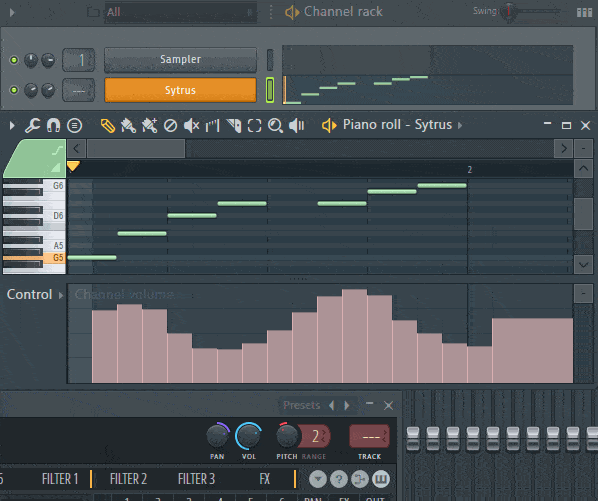 All Channel rack Swing
1 Sampler
--- Sytrus
Piano roll - Sytrus
2
G6
D6
A5
G5
Control Channel volume
Presets
2
PAN VOL PITCH RANGE TRACK
---
FILTER 1 FILTER 2 FILTER 3 FX